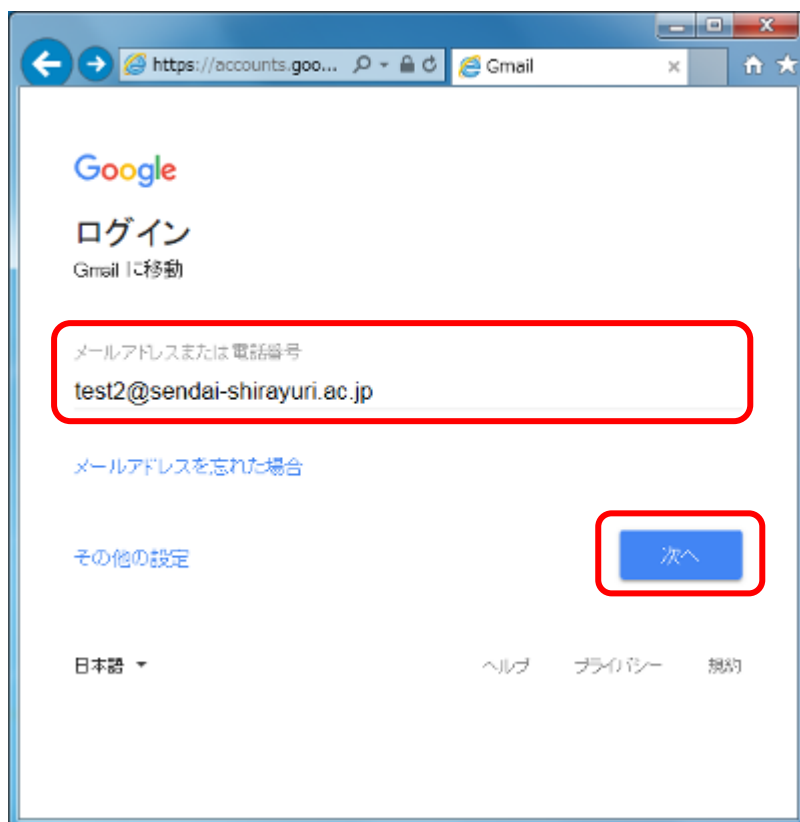 https://accounts.goo... Gmail
Google
ログイン
Gmail に移動
メールアドレスまたは電話番号
test2@sendai-shirayuri.ac.jp
メールアドレスを忘れた場合
その他の設定 次へ
日本語 ヘルプ プライバシー 規約